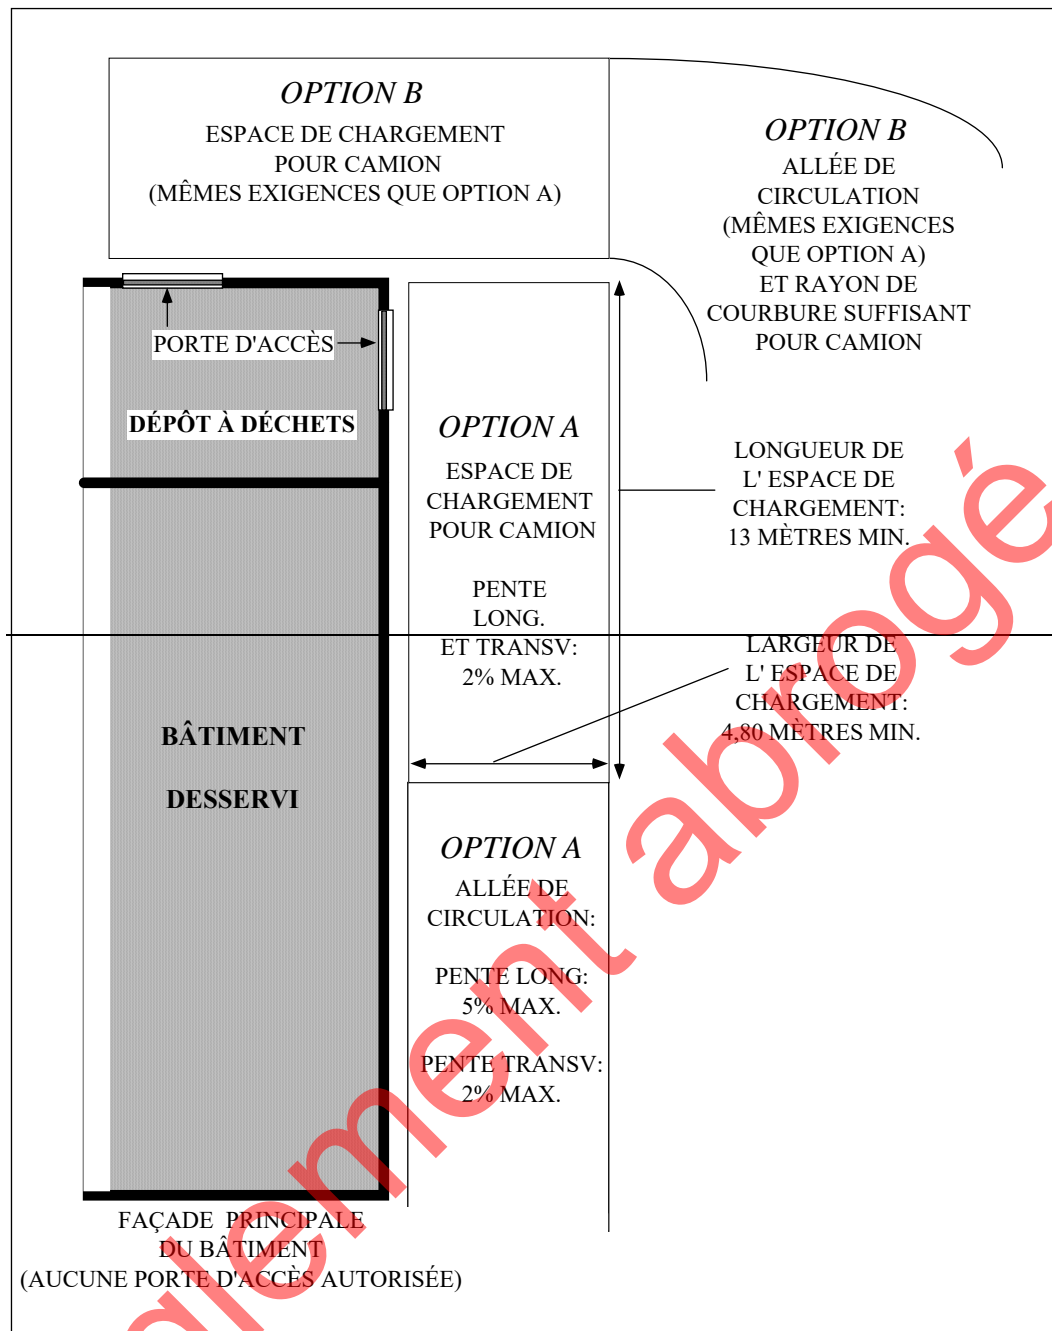 OPTION B
ESPACE DE CHARGEMENT
POUR CAMION
(MÊMES EXIGENCES QUE OPTION A)
OPTION B
ALLÉE DE
CIRCULATION
(MÊMES EXIGENCES
QUE OPTION A)
ET RAYON DE
COURBURE SUFFISANT
POUR CAMION
PORTE D'ACCÈS
DÉPÔT À DÉCHETS
OPTION A
ESPACE DE
CHARGEMENT
POUR CAMION
PENTE
LONG.
ET TRANSV:
2% MAX.
LONGUEUR DE
L' ESPACE DE
CHARGEMENT:
13 MÈTRES MIN.
LARGEUR DE
L' ESPACE DE
CHARGEMENT:
4,80 MÈTRES MIN.
BÂTIMENT
DESSERVI
OPTION A
ALLÉE DE
CIRCULATION:
PENTE LONG:
5% MAX.
PENTE TRANSV:
2% MAX.
FAÇADE PRINCIPALE
DU BÂTIMENT
(AUCUNE PORTE D'ACCÈS AUTORISÉE)
glement abrogé